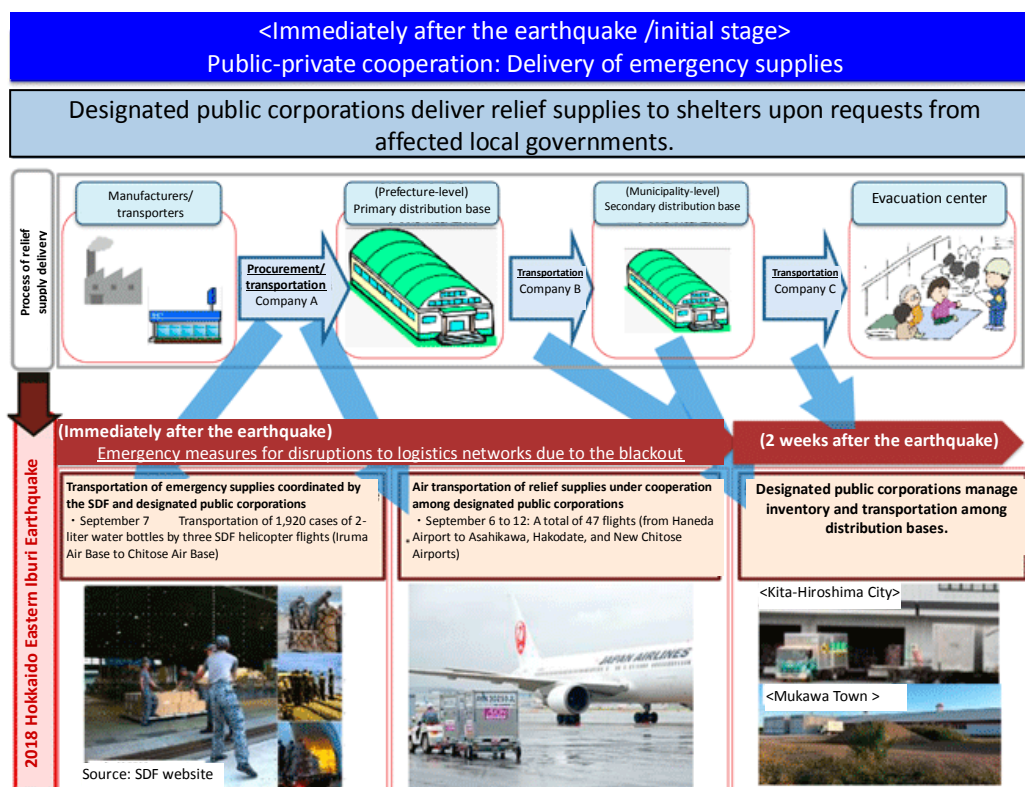 <Immediately after the earthquake /initial stage>
Public-private cooperation: Delivery of emergency supplies
Designated public corporations deliver relief supplies to shelters upon requests from
affected local governments.
Process of relief
supply delivery
Manufacturers/
transporters
Procurement/
transportation
Company A
(Prefecture-level)
Primary distribution base
Transportation
Company B
(Municipality-level)
Secondary distribution base
Transportation
Company C
Evacuation center
2018 Hokkaido Eastern Iburi Earthquake
(Immediately after the earthquake)
Emergency measures for disruptions to logistics networks due to the blackout
(2 weeks after the earthquake)
Transportation of emergency supplies coordinated by
the SDF and designated public corporations
・September 7 Transportation of 1,920 cases of 2-
liter water bottles by three SDF helicopter flights (Iruma
Air Base to Chitose Air Base)
Air transportation of relief supplies under cooperation
among designated public corporations
・September 6 to 12: A total of 47 flights (from Haneda
Airport to Asahikawa, Hakodate, and New Chitose
Airports)
Designated public corporations manage
inventory and transportation among
distribution bases.
Source: SDF website
JAPAN AIRLINES
<Kita-Hiroshima City>
<Mukawa Town >